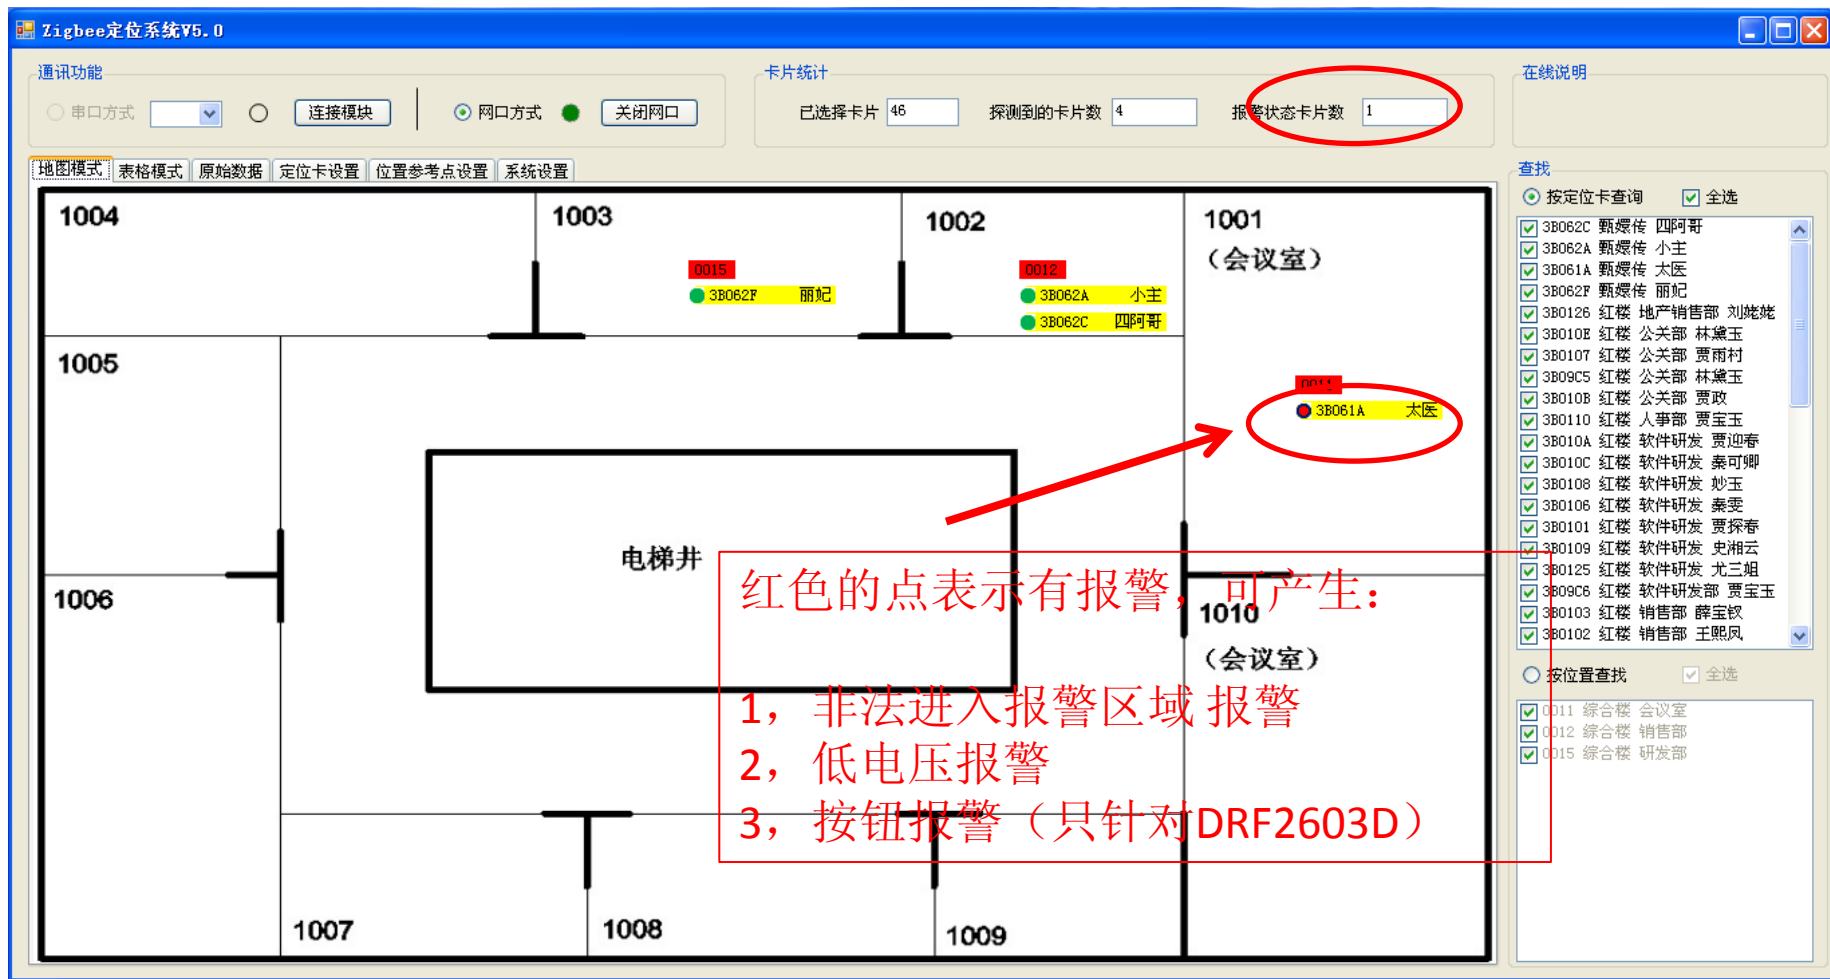 Zigbee定位系统V5.0
通讯功能
串口方式
连接模块
网口方式
关闭网口
卡片统计
已选择卡片 46
探测到的卡片数 4
报警状态卡片数 1
在线说明
地图模式 表格模式 原始数据 定位卡设置 位置参考点设置 系统设置
1004
1003
1002
1001
（会议室）
0015
3B062F 丽妃
0012
3B062A 小主
3B062C 四阿哥
1005
0011
3B061A 太医
电梯井
1006
1010
（会议室）
红色的点表示有报警，可产生：
1，非法进入报警区域 报警
2，低电压报警
3，按钮报警（只针对DRF2603D）
1007
1008
1009
查找
按定位卡查询 全选
3B062C 甄嬛传 四阿哥
3B062A 甄嬛传 小主
3B061A 甄嬛传 太医
3B062F 甄嬛传 丽妃
3B0126 红楼 地产销售部 刘姥姥
3B010E 红楼 公关部 林黛玉
3B0107 红楼 公关部 贾雨村
3B09C5 红楼 公关部 林黛玉
3B010B 红楼 公关部 贾政
3B0110 红楼 人事部 贾宝玉
3B010A 红楼 软件研发 贾迎春
3B010C 红楼 软件研发 秦可卿
3B0108 红楼 软件研发 妙玉
3B0106 红楼 软件研发 秦雯
3B0101 红楼 软件研发 贾探春
3B0109 红楼 软件研发 史湘云
3B0125 红楼 软件研发 尤三姐
3B09C6 红楼 软件研发部 贾宝玉
3B0103 红楼 销售部 薛宝钗
3B0102 红楼 销售部 王熙凤
按位置查找 全选
0011 综合楼 会议室
0012 综合楼 销售部
0015 综合楼 研发部